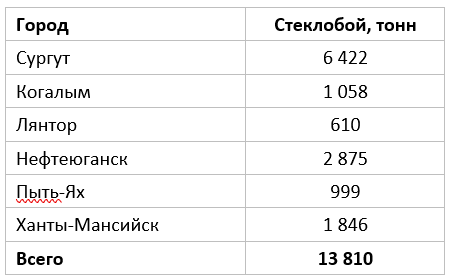 Город Стеклобой, тонн
Сургут 6 422
Когалым 1 058
Лянтор 610
Нефтеюганск 2 875
Пыть-Ях 999
Ханты-Мансийск 1 846
Всего 13 810